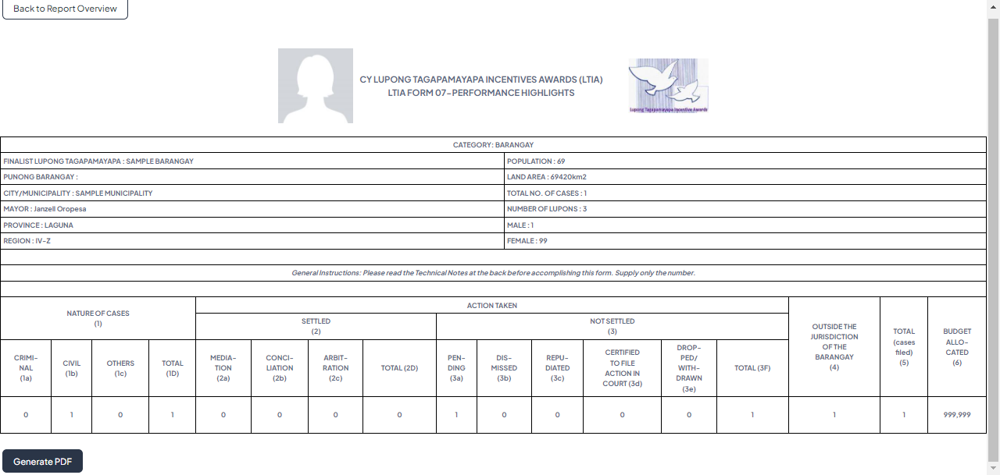 Back to Report Overview
CY LUPONG TAGAPAMAYAPA INCENTIVES AWARDS (LTIA)
LTIA FORM 07-PERFORMANCE HIGHLIGHTS
Lupong Tagapamayapa Incentive Awards
CATEGORY: BARANGAY
FINALIST LUPONG TAGAPAMAYAPA : SAMPLE BARANGAY
POPULATION : 69
PUNONG BARANGAY :
LAND AREA : 69420km2
CITY/MUNICIPALITY : SAMPLE MUNICIPALITY
TOTAL NO. OF CASES : 1
MAYOR : Janzell Oropesa
NUMBER OF LUPONS : 3
PROVINCE : LAGUNA
MALE : 1
REGION : IV-Z
FEMALE : 99
General Instructions: Please read the Technical Notes at the back before accomplishing this form. Supply only the number.
NATURE OF CASES
(1)
ACTION TAKEN
SETTLED
(2)
NOT SETTLED
(3)
OUTSIDE THE
JURISDICTION
OF THE
BARANGAY
(4)
TOTAL
(cases
filed)
(5)
BUDGET
ALLO-
CATED
(6)
CRIMI-
NAL
(1a)
CIVIL
(1b)
OTHERS
(1c)
TOTAL
(1D)
MEDIA-
TION
(2a)
CONCI-
LIATION
(2b)
ARBIT-
RATION
(2c)
TOTAL (2D)
PEN-
DING
(3a)
DIS-
MISSED
(3b)
REPU-
DIATED
(3c)
CERTIFIED
TO FILE
ACTION IN
COURT (3d)
DROP-
PED/
WITH-
DRAWN
(3e)
TOTAL (3F)
0 1 0 1 0 0 0 0 1 0 0 0 0 1 1 1 999,999
Generate PDF